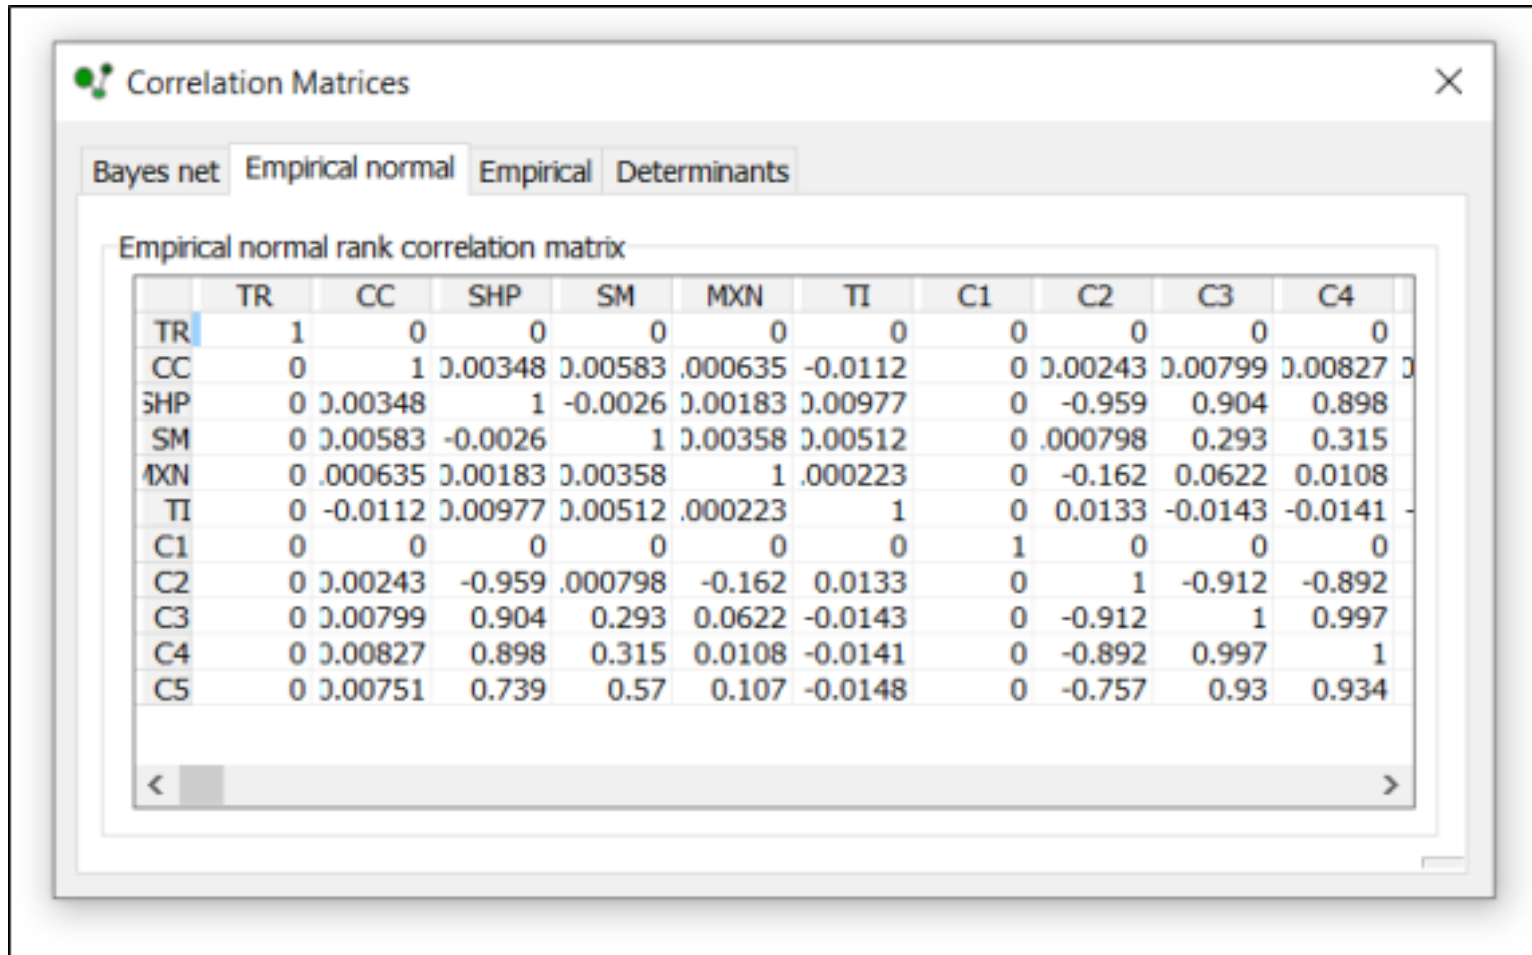 Correlation Matrices
Bayes net Empirical normal Empirical Determinants
Empirical normal rank correlation matrix
TR CC SHP SM MXN TI C1 C2 C3 C4
TR 1 0 0 0 0 0 0 0 0 0
CC 0 1 0.00348 0.00583 .000635 -0.0112 0 0.00243 0.00799 0.00827
SHP 0 0.00348 1 -0.0026 0.00183 0.00977 0 -0.959 0.904 0.898
SM 0 0.00583 -0.0026 1 0.00358 0.00512 0 .000798 0.293 0.315
MXN 0 .000635 0.00183 0.00358 1 .000223 0 -0.162 0.0622 0.0108
TI 0 -0.0112 0.00977 0.00512 .000223 1 0 0.0133 -0.0143 -0.0141 -
C1 0 0 0 0 0 0 1 0 0 0
C2 0 0.00243 -0.959 .000798 -0.162 0.0133 0 1 -0.912 -0.892
C3 0 0.00799 0.904 0.293 0.0622 -0.0143 0 -0.912 1 0.997
C4 0 0.00827 0.898 0.315 0.0108 -0.0141 0 -0.892 0.997 1
C5 0 0.00751 0.739 0.57 0.107 -0.0148 0 -0.757 0.93 0.934